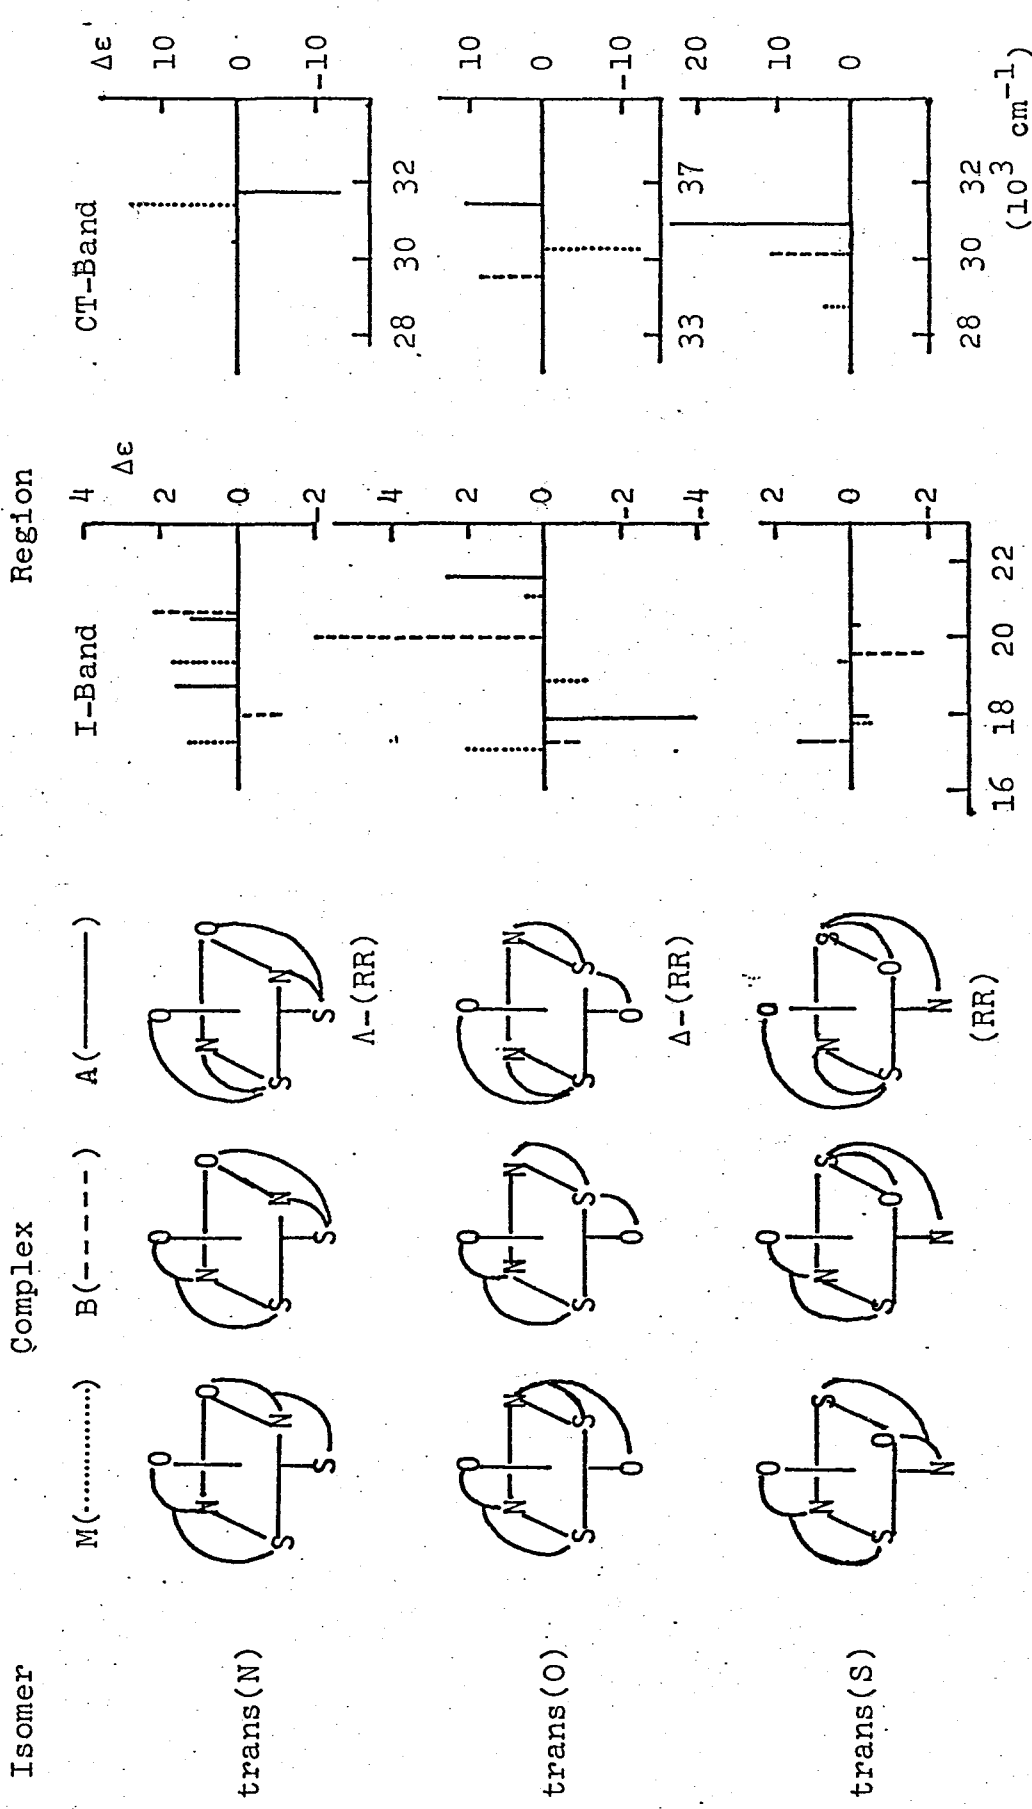 Isomer Complex Region
M(..........) B(-----) A(———) I-Band CT-Band
trans(N)
O O O
N O N O N O
S N S N S N
S S S
Λ-(RR)
4 Δε
2
0
-2
Δε'
10
0
-10
28 30 32
trans(O)
O O O
N N N N N N
S S S S S S
O O O
Δ-(RR)
4
2
0
-2
-4
10
0
-10
33 37
trans(S)
O O O
N S N S N S
S O S O S O
N N N
(RR)
2
0
-2
16 18 20 22
20
10
0
28 30 32
(10³ cm⁻¹)